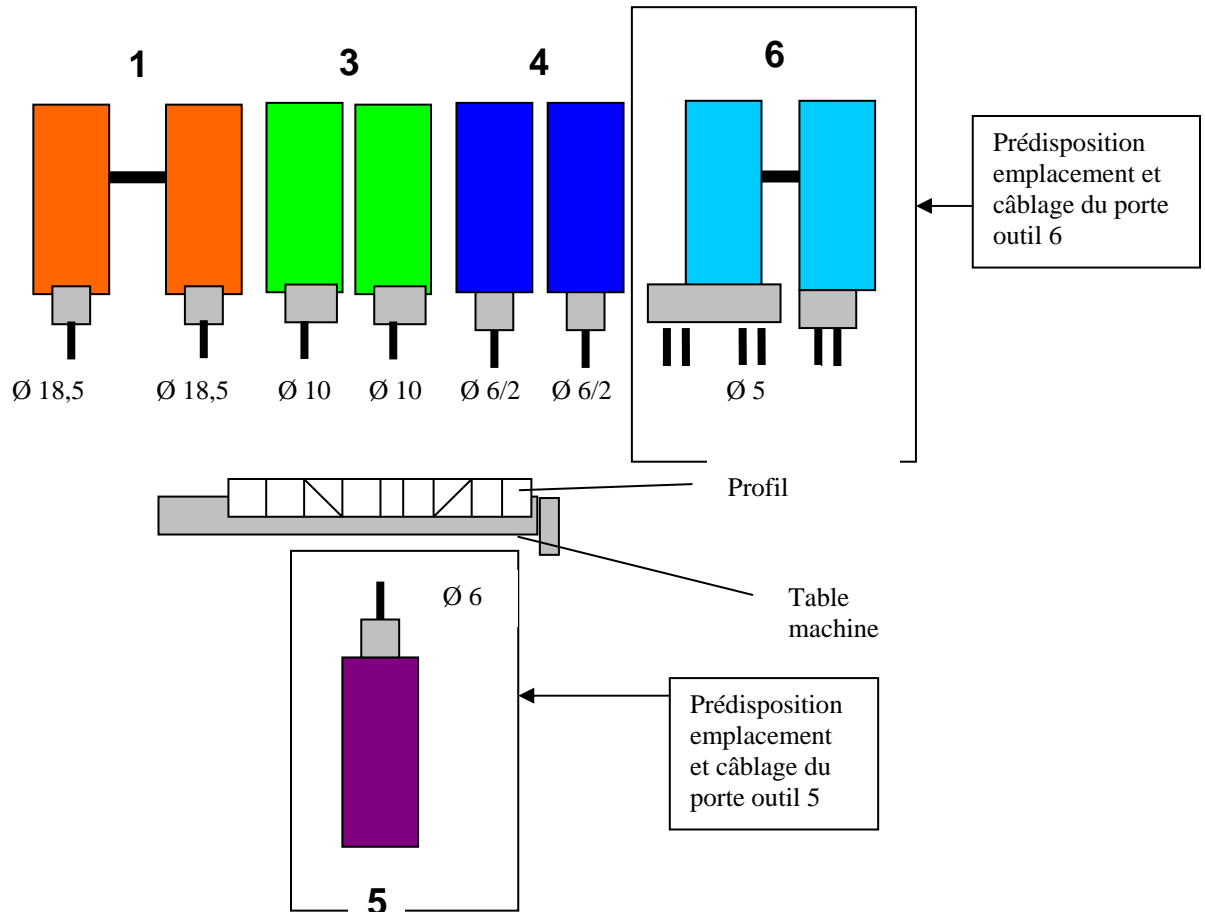 1 3 4 6
Prédisposition
emplacement et
câblage du porte
outil 6
Ø 18,5 Ø 18,5 Ø 10 Ø 10 Ø 6/2 Ø 6/2 Ø 5
Profil
Ø 6
Table
machine
Prédisposition
emplacement
et câblage du
porte outil 5
5